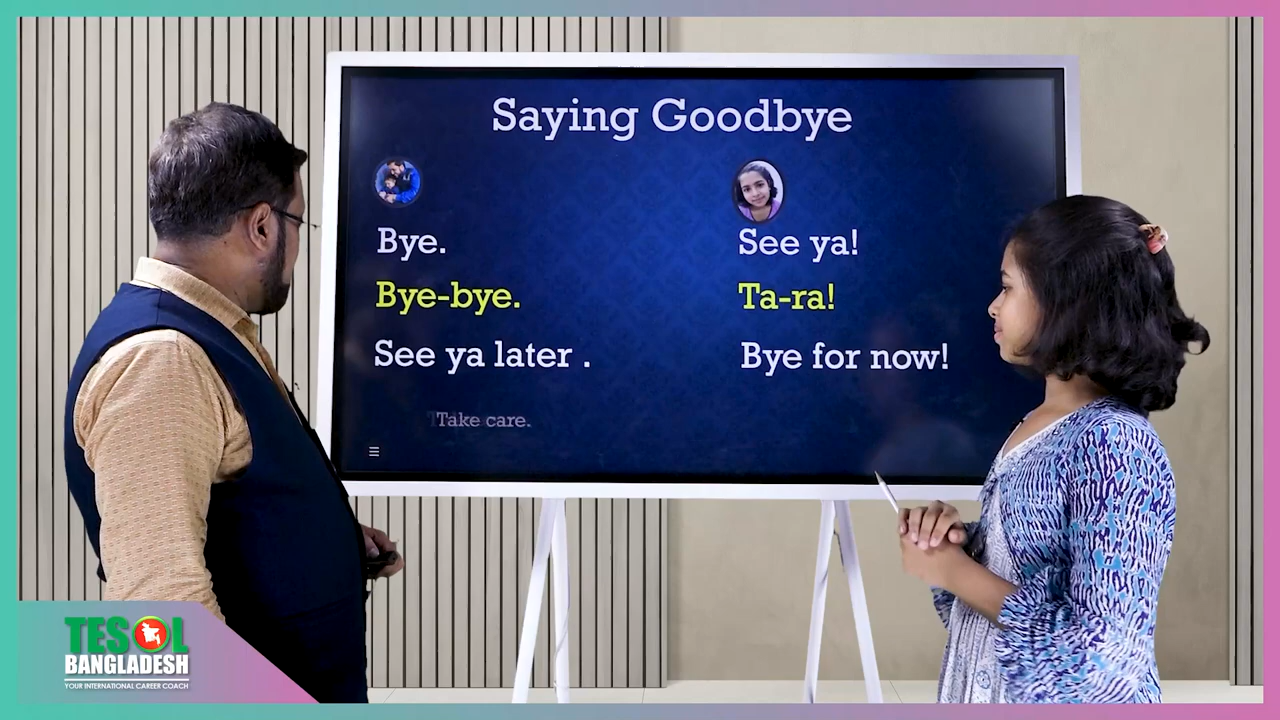 Saying Goodbye
Bye.
See ya!
Bye-bye.
Ta-ra!
See ya later .
Bye for now!
Take care.
TESOL
BANGLADESH
YOUR INTERNATIONAL CAREER COACH